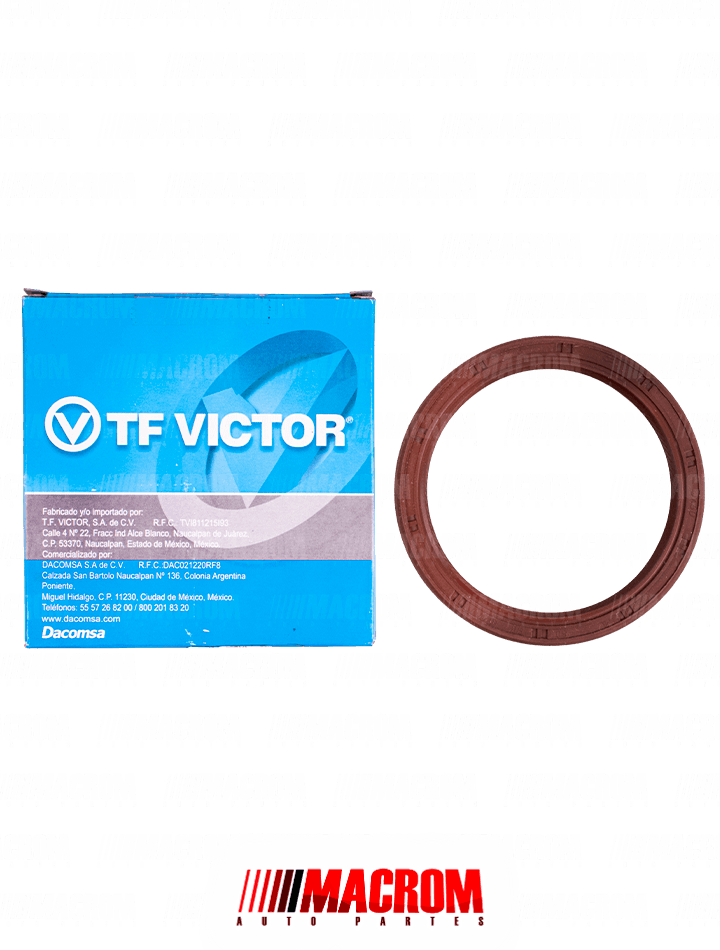 TF VICTOR®
Fabricado y/o importado por:
T.F. VICTOR, S.A. de C.V. R.F.C.: TVI811215I93
Calle 4 Nº 22, Fracc Ind Alce Blanco, Naucalpan de Juárez,
C.P. 53370, Naucalpan, Estado de México, México.
Comercializado por:
DACOMSA S.A de C.V. R.F.C.:DAC021220RF8
Calzada San Bartolo Naucalpan Nº 136, Colonia Argentina
Poniente,
Miguel Hidalgo, C.P. 11230, Ciudad de México, México.
Teléfonos: 55 57 26 82 00 / 800 201 83 20
www.dacomsa.com
Dacomsa
MACROM
AUTO PARTES